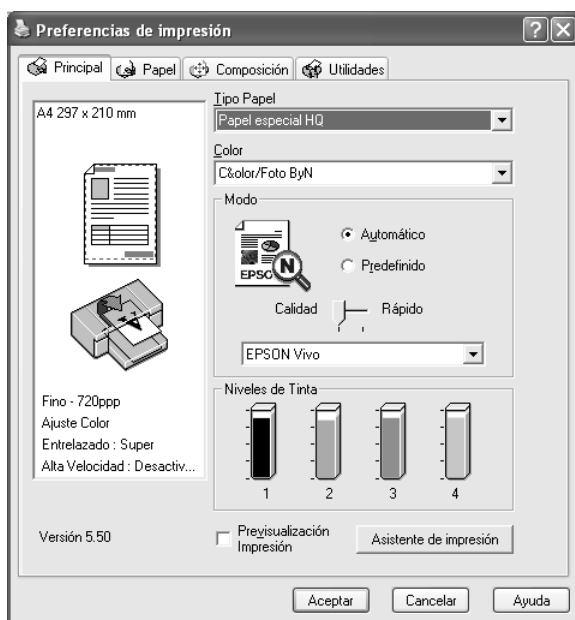 Preferencias de impresión
Principal
Papel
Composición
Utilidades
A4 297 x 210 mm
Fino - 720ppp
Ajuste Color
Entrelazado : Super
Alta Velocidad : Desactiv...
Versión 5.50
Tipo Papel
Papel especial HQ
Color
C&olor/Foto ByN
Modo
EPSO
N
Automático
Predefinido
Calidad
Rápido
EPSON Vivo
Niveles de Tinta
1 2 3 4
Previsualización
Impresión
Asistente de impresión
Aceptar
Cancelar
Ayuda